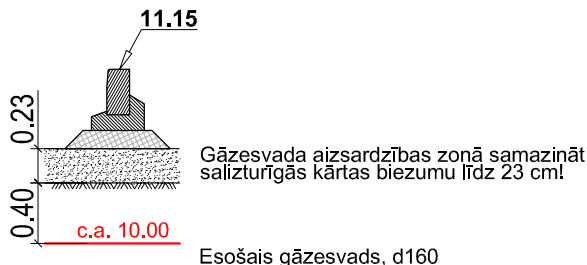 11.15
0.23
Gāzesvada aizsardzības zonā samazināt
salizturīgās kārtas biezumu līdz 23 cm!
0.40
c.a. 10.00
Esošais gāzesvads, d160